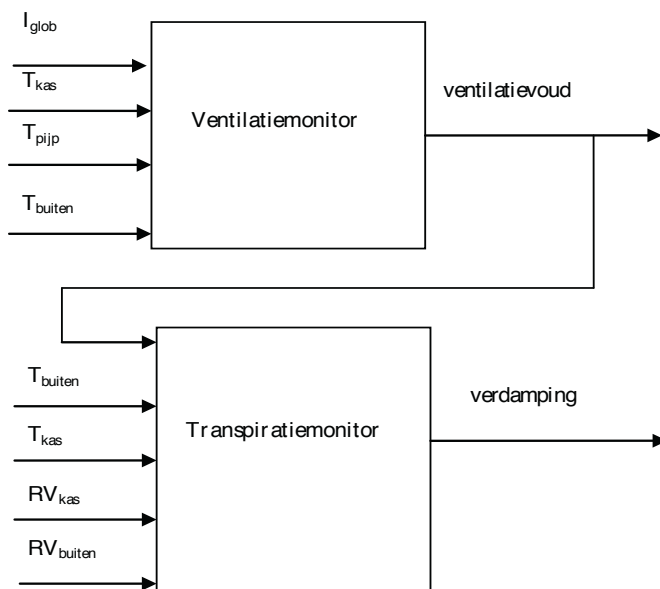 I_glob
T_kas
T_pijp
T_buiten
Ventilatiemonitor
ventilatievoud
T_buiten
T_kas
RV_kas
RV_buiten
Transpiratiemonitor
verdamping